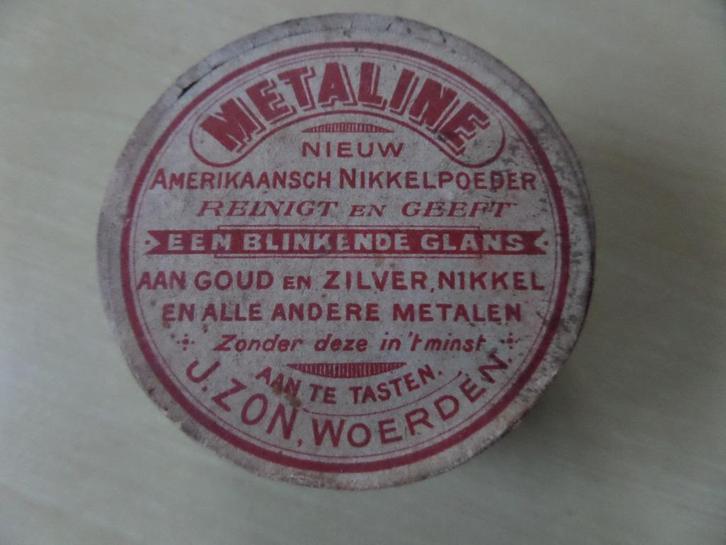 METALINE
NIEUW
AMERIKAANSCH NIKKELPOEDER
REINIGT EN GEEFT
EEN BLINKENDE GLANS
AAN GOUD EN ZILVER, NIKKEL
EN ALLE ANDERE METALEN
Zonder deze in 't minst
AAN TE TASTEN.
J. ZON, WOERDEN.